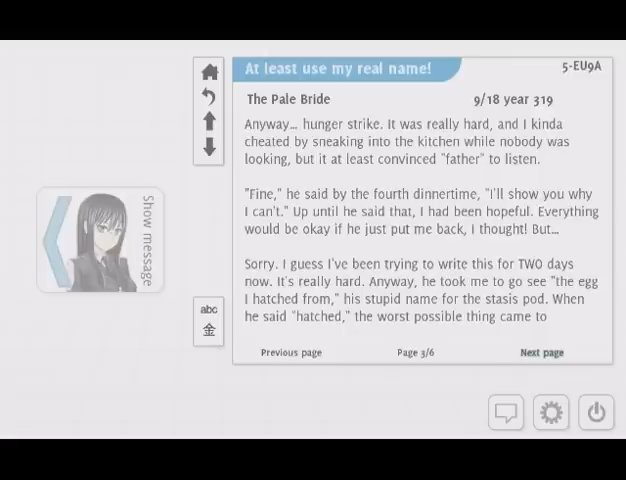 At least use my real name!
5-EU9A
The Pale Bride
9/18 year 319
Anyway... hunger strike. It was really hard, and I kinda
cheated by sneaking into the kitchen while nobody was
looking, but it at least convinced "father" to listen.
"Fine," he said by the fourth dinnertime, "I'll show you why
I can't." Up until he said that, I had been hopeful. Everything
would be okay if he just put me back, I thought! But...
Sorry. I guess I've been trying to write this for TWO days
now. It's really hard. Anyway, he took me to go see "the egg
I hatched from," his stupid name for the stasis pod. When
he said "hatched," the worst possible thing came to
Previous page
Page 3/6
Next page
Show message
abc
金